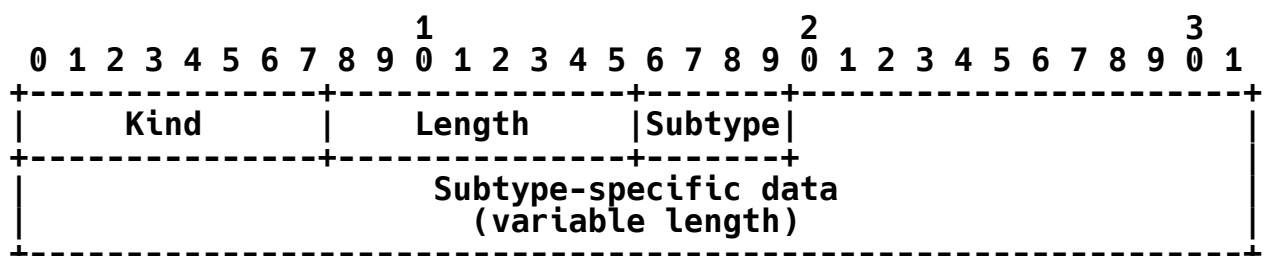 1                   2                   3
 0 1 2 3 4 5 6 7 8 9 0 1 2 3 4 5 6 7 8 9 0 1 2 3 4 5 6 7 8 9 0 1
+---------------+---------------+-------+-----------------------+
|     Kind      |    Length     |Subtype|                       |
+---------------+---------------+-------+                       |
|                     Subtype-specific data                     |
|                       (variable length)                       |
+---------------------------------------------------------------+